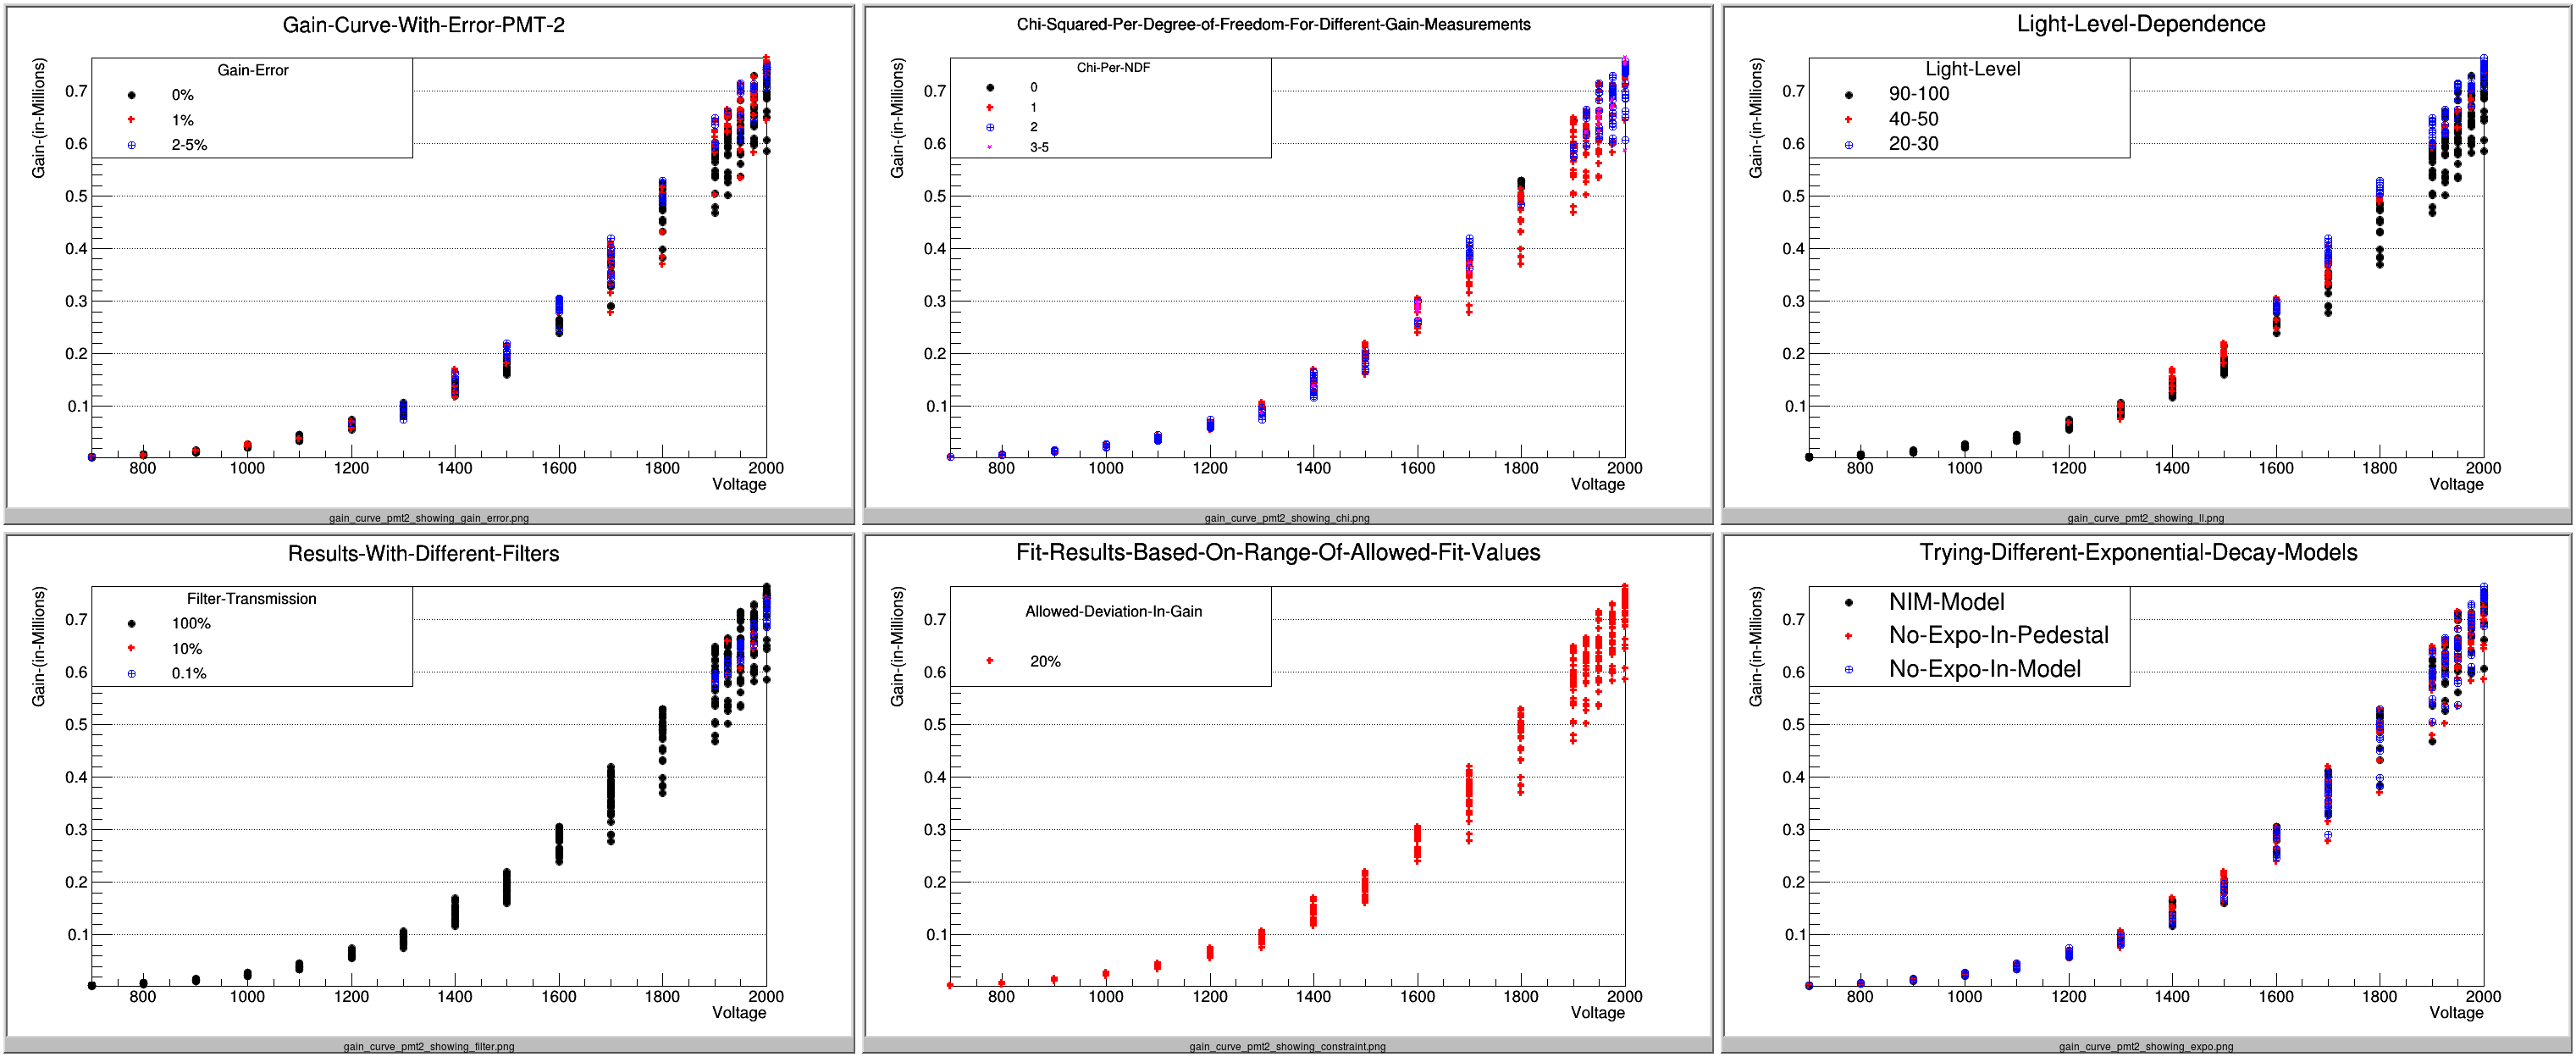 Gain-Curve-With-Error-PMT-2
Gain-(in-Millions)
Gain-Error
0%
1%
2-5%
0.7
0.6
0.5
0.4
0.3
0.2
0.1
800 1000 1200 1400 1600 1800 2000
Voltage
gain_curve_pmt2_showing_gain_error.png
Chi-Squared-Per-Degree-of-Freedom-For-Different-Gain-Measurements
Gain-(in-Millions)
Chi-Per-NDF
0
1
2
3-5
0.7
0.6
0.5
0.4
0.3
0.2
0.1
800 1000 1200 1400 1600 1800 2000
Voltage
gain_curve_pmt2_showing_chi.png
Light-Level-Dependence
Gain-(in-Millions)
Light-Level
90-100
40-50
20-30
0.7
0.6
0.5
0.4
0.3
0.2
0.1
800 1000 1200 1400 1600 1800 2000
Voltage
gain_curve_pmt2_showing_ll.png
Results-With-Different-Filters
Gain-(in-Millions)
Filter-Transmission
100%
10%
0.1%
0.7
0.6
0.5
0.4
0.3
0.2
0.1
800 1000 1200 1400 1600 1800 2000
Voltage
gain_curve_pmt2_showing_filter.png
Fit-Results-Based-On-Range-Of-Allowed-Fit-Values
Gain-(in-Millions)
Allowed-Deviation-In-Gain
20%
0.7
0.6
0.5
0.4
0.3
0.2
0.1
800 1000 1200 1400 1600 1800 2000
Voltage
gain_curve_pmt2_showing_constraint.png
Trying-Different-Exponential-Decay-Models
Gain-(in-Millions)
NIM-Model
No-Expo-In-Pedestal
No-Expo-In-Model
0.7
0.6
0.5
0.4
0.3
0.2
0.1
800 1000 1200 1400 1600 1800 2000
Voltage
gain_curve_pmt2_showing_expo.png